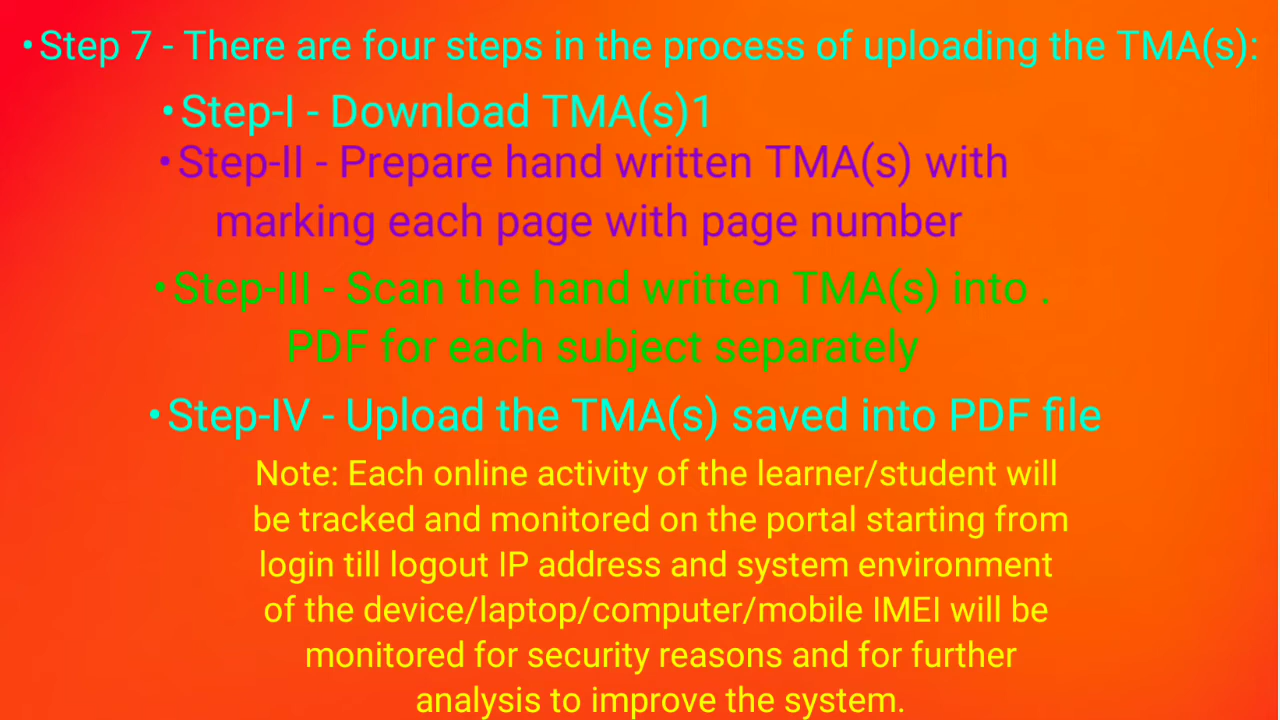 •Step 7 - There are four steps in the process of uploading the TMA(s):
•Step-I - Download TMA(s)1
•Step-II - Prepare hand written TMA(s) with
marking each page with page number
•Step-III - Scan the hand written TMA(s) into .
PDF for each subject separately
•Step-IV - Upload the TMA(s) saved into PDF file
Note: Each online activity of the learner/student will
be tracked and monitored on the portal starting from
login till logout IP address and system environment
of the device/laptop/computer/mobile IMEI will be
monitored for security reasons and for further
analysis to improve the system.